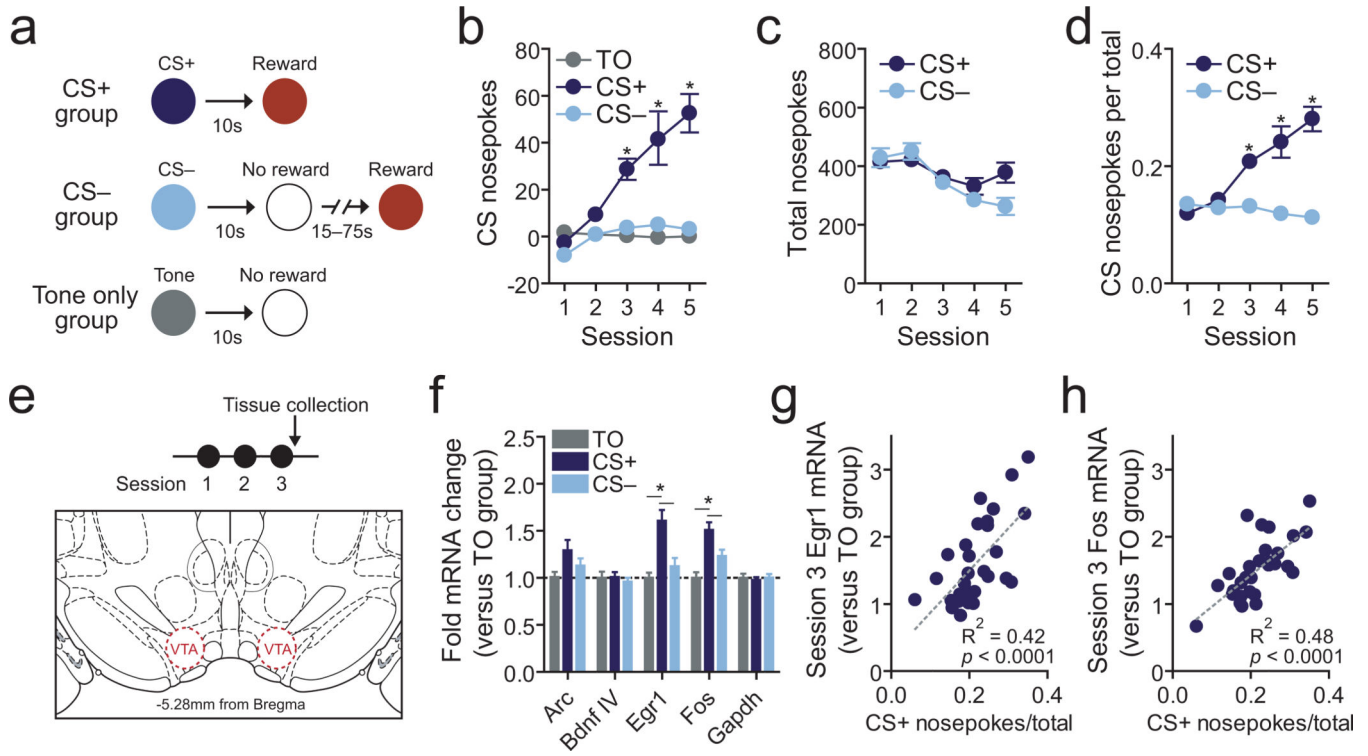 a
CS+ group
CS+
Reward
10s
CS– group
CS–
No reward
Reward
10s
15–75s
Tone only group
Tone
No reward
10s
b
CS nosepokes
80
60
40
20
0
-20
TO
CS+
CS–
* * *
1 2 3 4 5
Session
c
Total nosepokes
800
600
400
200
0
CS+
CS–
1 2 3 4 5
Session
d
CS nosepokes per total
0.4
0.2
0.0
CS+
CS–
* * *
1 2 3 4 5
Session
e
Tissue collection
Session 1 2 3
VTA VTA
-5.28mm from Bregma
f
Fold mRNA change
(versus TO group)
2.5
2.0
1.5
1.0
0.5
0.0
TO
CS+
CS–
* *
Arc
Bdnf IV
Egr1
Fos
Gapdh
g
Session 3 Egr1 mRNA
(versus TO group)
3
2
1
0
R² = 0.42
p < 0.0001
0.0 0.2 0.4
CS+ nosepokes/total
h
Session 3 Fos mRNA
(versus TO group)
3
2
1
0
R² = 0.48
p < 0.0001
0.0 0.2 0.4
CS+ nosepokes/total